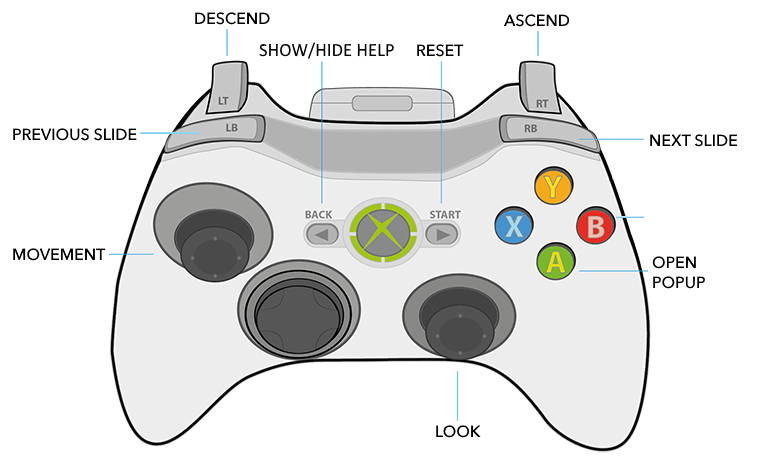 DESCEND
ASCEND
SHOW/HIDE HELP
RESET
LT
RT
LB
RB
PREVIOUS SLIDE
NEXT SLIDE
Y
BACK
START
X
B
MOVEMENT
A
OPEN
POPUP
LOOK